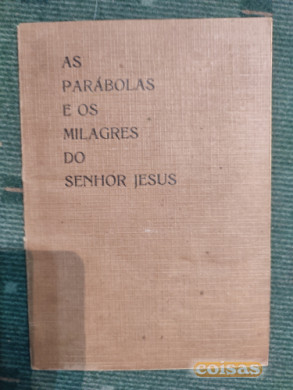 AS
PARÁBOLAS
E OS
MILAGRES
DO
SENHOR JESUS
coisas